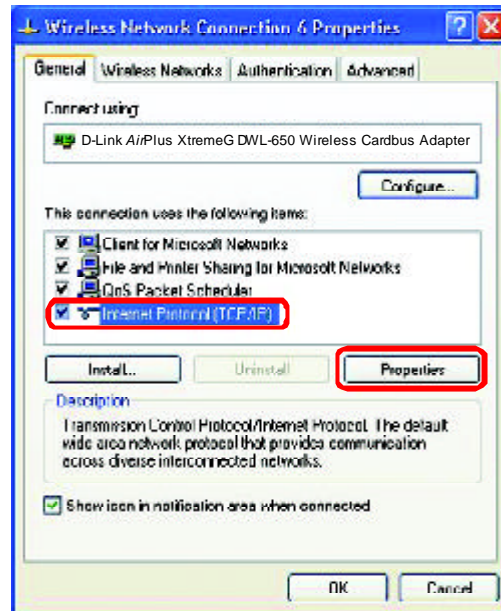 Wireless Network Connection 6 Properties
General Wireless Networks Authentication Advanced
Connect using
D-Link AirPlus XtremeG DWL-650 Wireless Cardbus Adapter
Configure...
This connection uses the following items:
Client for Microsoft Networks
File and Printer Sharing for Microsoft Networks
QoS Packet Scheduler
Internet Protocol (TCP/IP)
Install... Uninstall Properties
Description
Transmission Control Protocol/Internet Protocol. The default
wide area network protocol that provides communication
across diverse interconnected networks.
Show icon in notification area when connected
OK Cancel